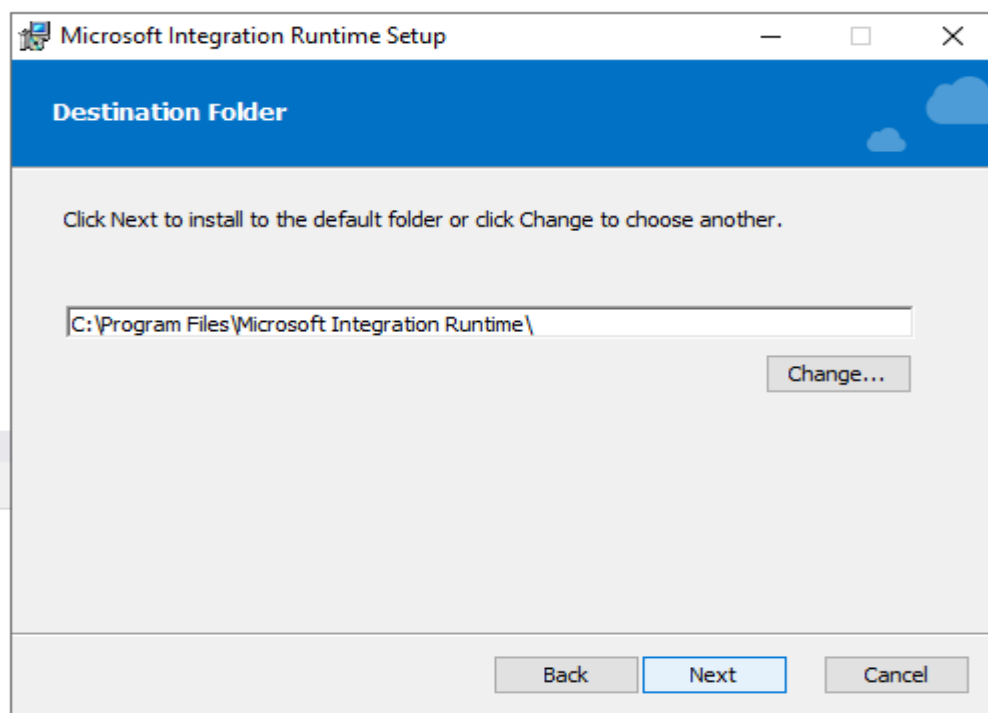 Microsoft Integration Runtime Setup
Destination Folder
Click Next to install to the default folder or click Change to choose another.
C:\Program Files\Microsoft Integration Runtime\
Change...
Back Next Cancel